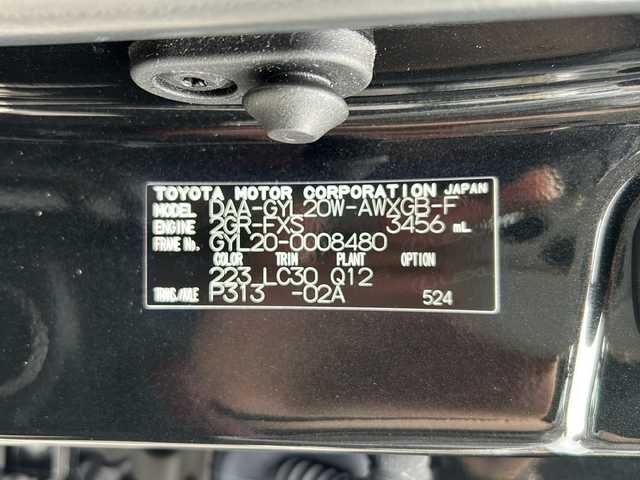 TOYOTA MOTOR CORPORATION JAPAN
MODEL DAA-GYL20W-AWXGB-F
ENGINE 2GR-FXS 3456 mL
FRAME No. GYL20-0008480
COLOR TRIM PLANT OPTION
223 LC30 Q12
TRANS/AXLE P313 -02A 524